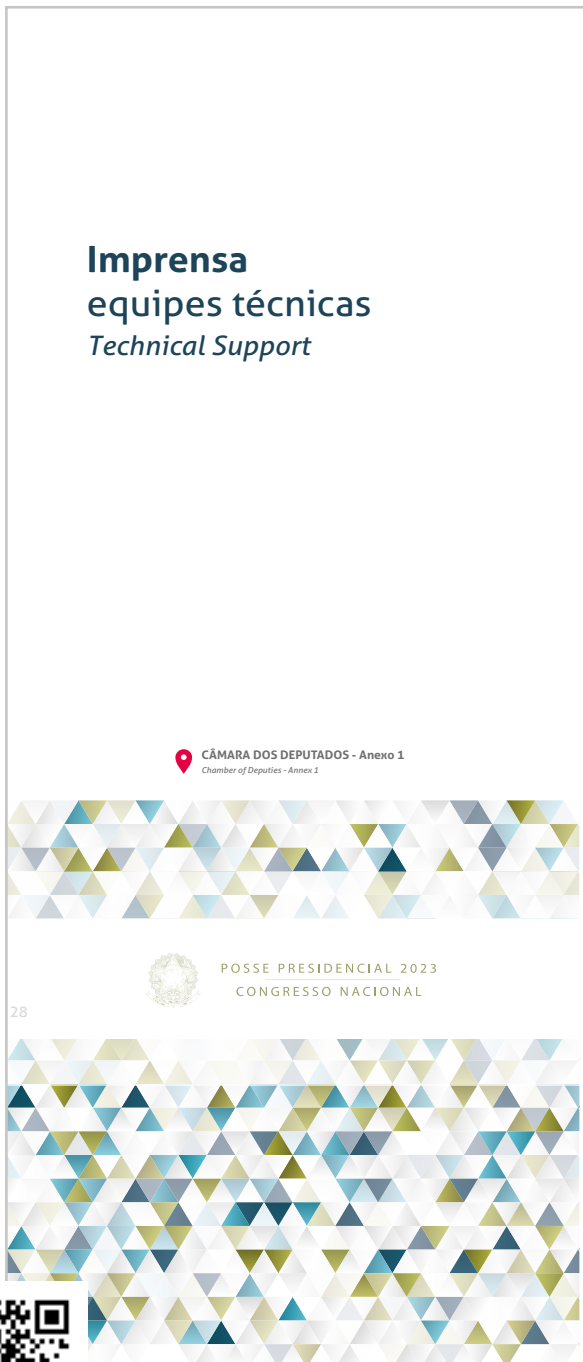 Imprensa
equipes técnicas
Technical Support
CÂMARA DOS DEPUTADOS - Anexo 1
Chamber of Deputies - Annex 1
POSSE PRESIDENCIAL 2023
CONGRESSO NACIONAL
28